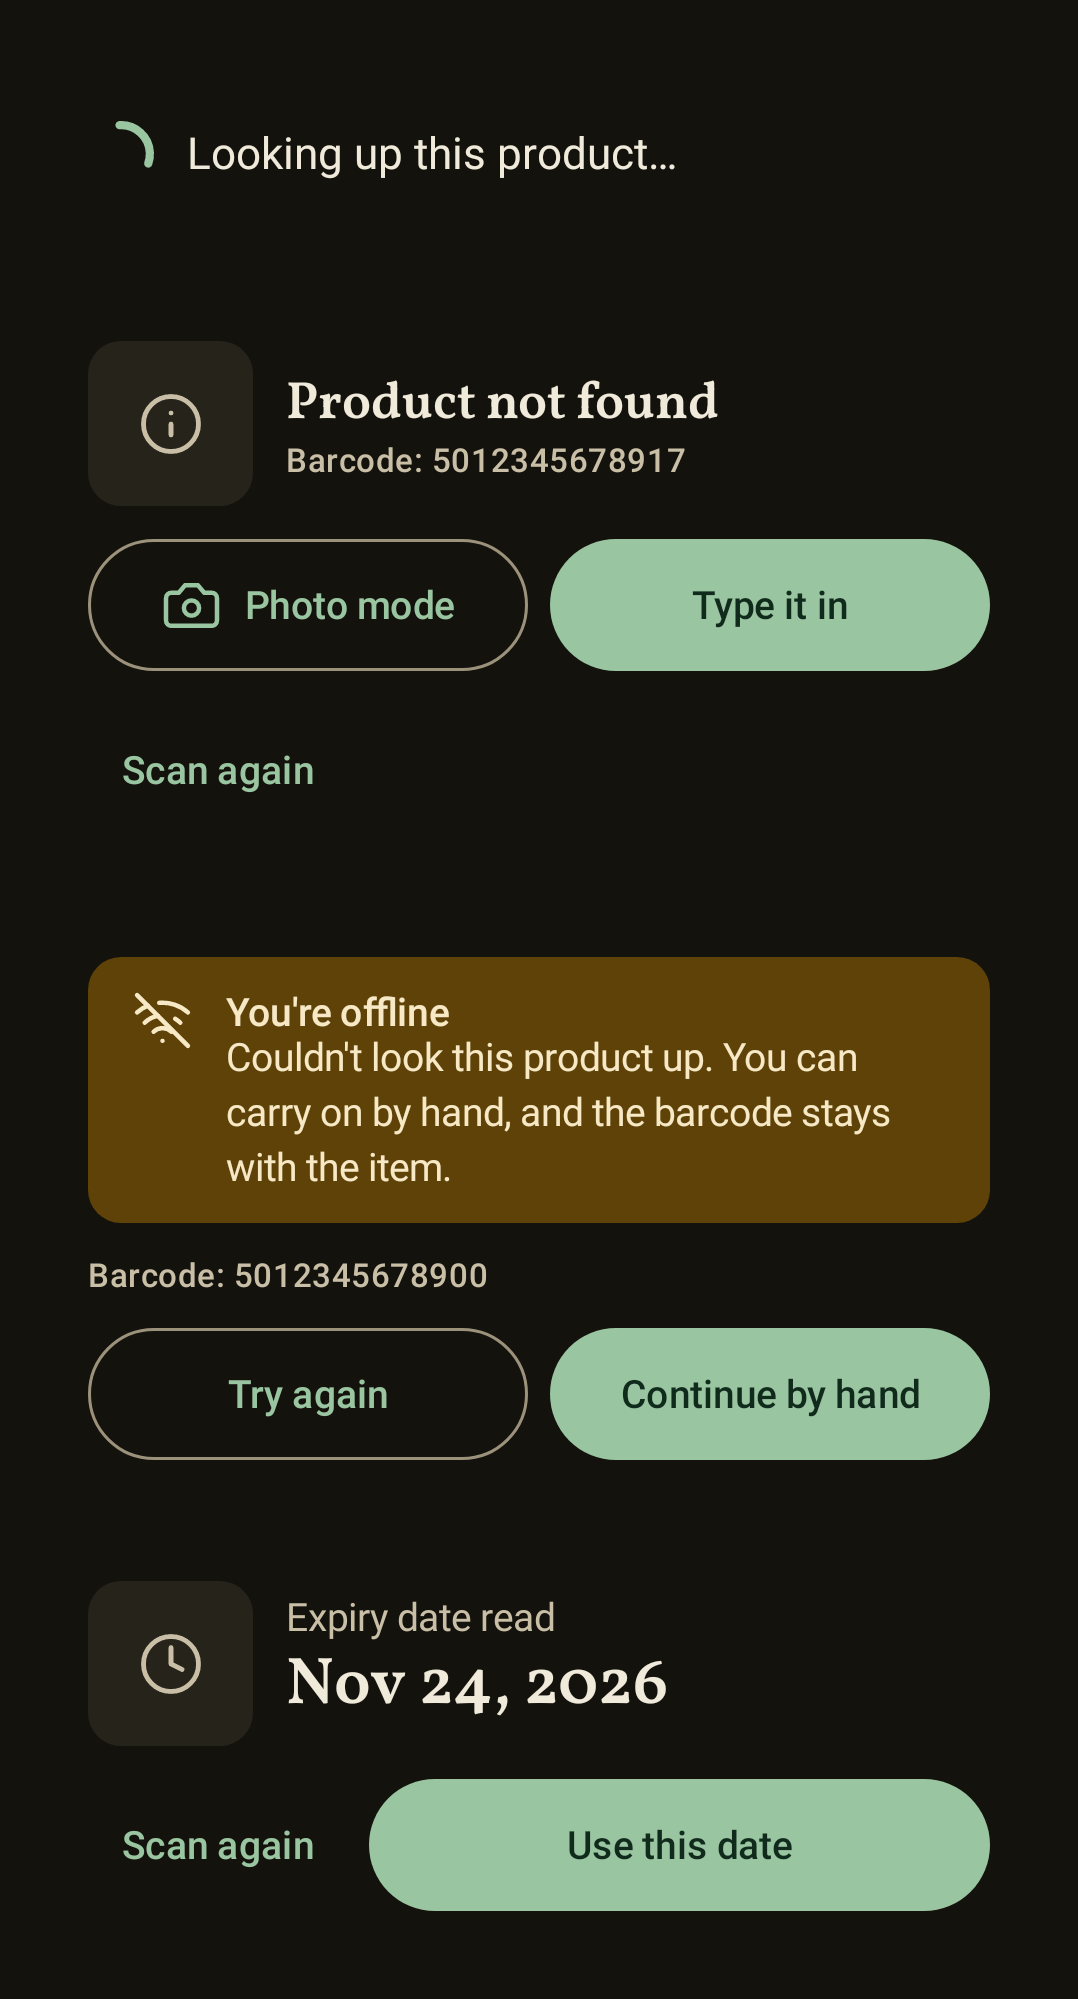 Looking up this product…
Product not found
Barcode: 5012345678917
Photo mode
Type it in
Scan again
You're offline
Couldn't look this product up. You can
carry on by hand, and the barcode stays
with the item.
Barcode: 5012345678900
Try again
Continue by hand
Expiry date read
Nov 24, 2026
Scan again
Use this date